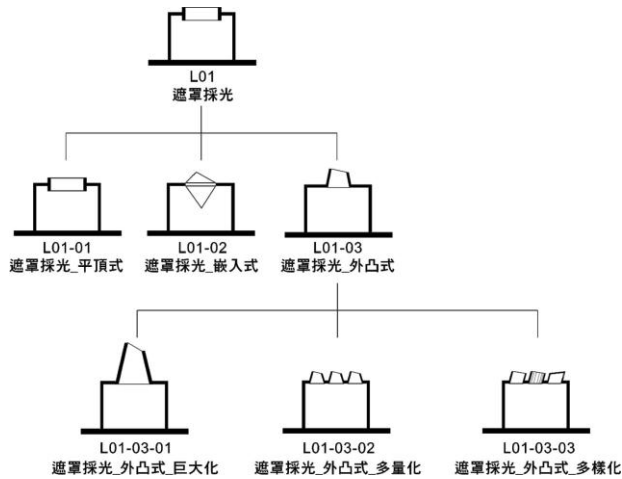 L01
遮罩採光
L01-01
遮罩採光_平頂式
L01-02
遮罩採光_嵌入式
L01-03
遮罩採光_外凸式
L01-03-01
遮罩採光_外凸式_巨大化
L01-03-02
遮罩採光_外凸式_多量化
L01-03-03
遮罩採光_外凸式_多樣化